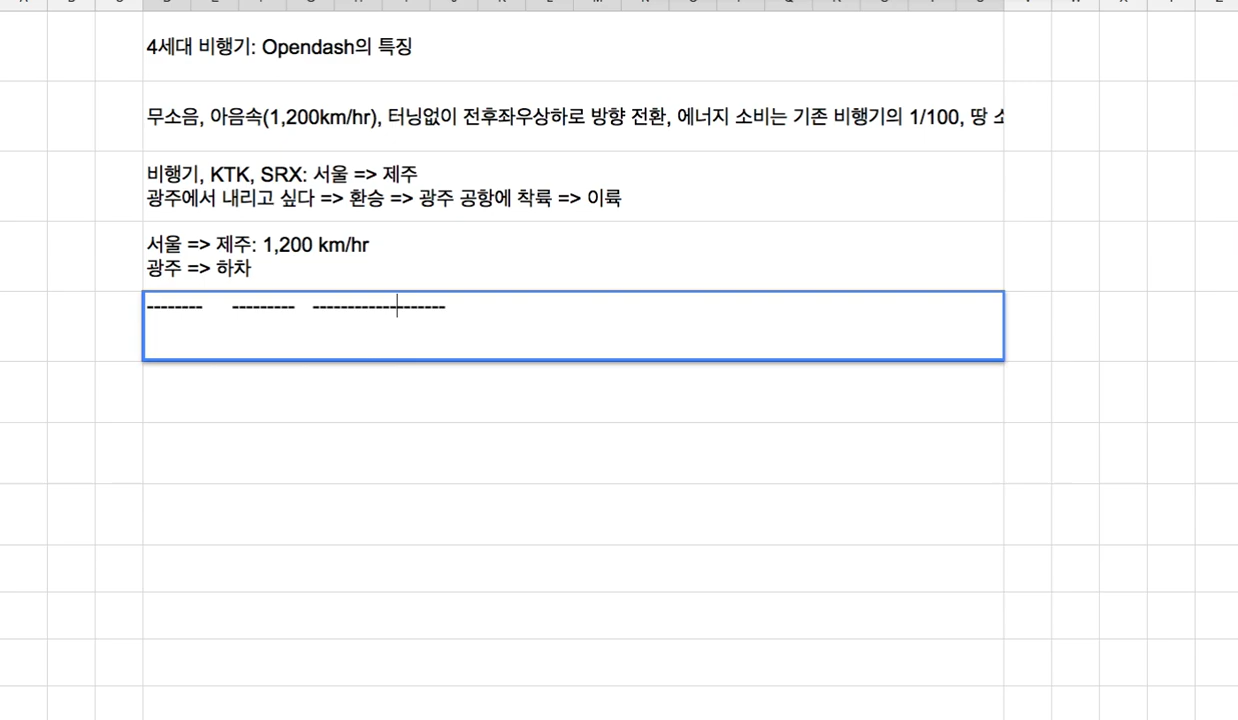 4세대 비행기: Opendash의 특징
무소음, 아음속(1,200km/hr), 터닝없이 전후좌우상하로 방향 전환, 에너지 소비는 기존 비행기의 1/100, 땅
비행기, KTK, SRX: 서울 => 제주
광주에서 내리고 싶다 => 환승 => 광주 공항에 착륙 => 이륙
서울 => 제주: 1,200 km/hr
광주 => 하차
-------- --------- -------------------